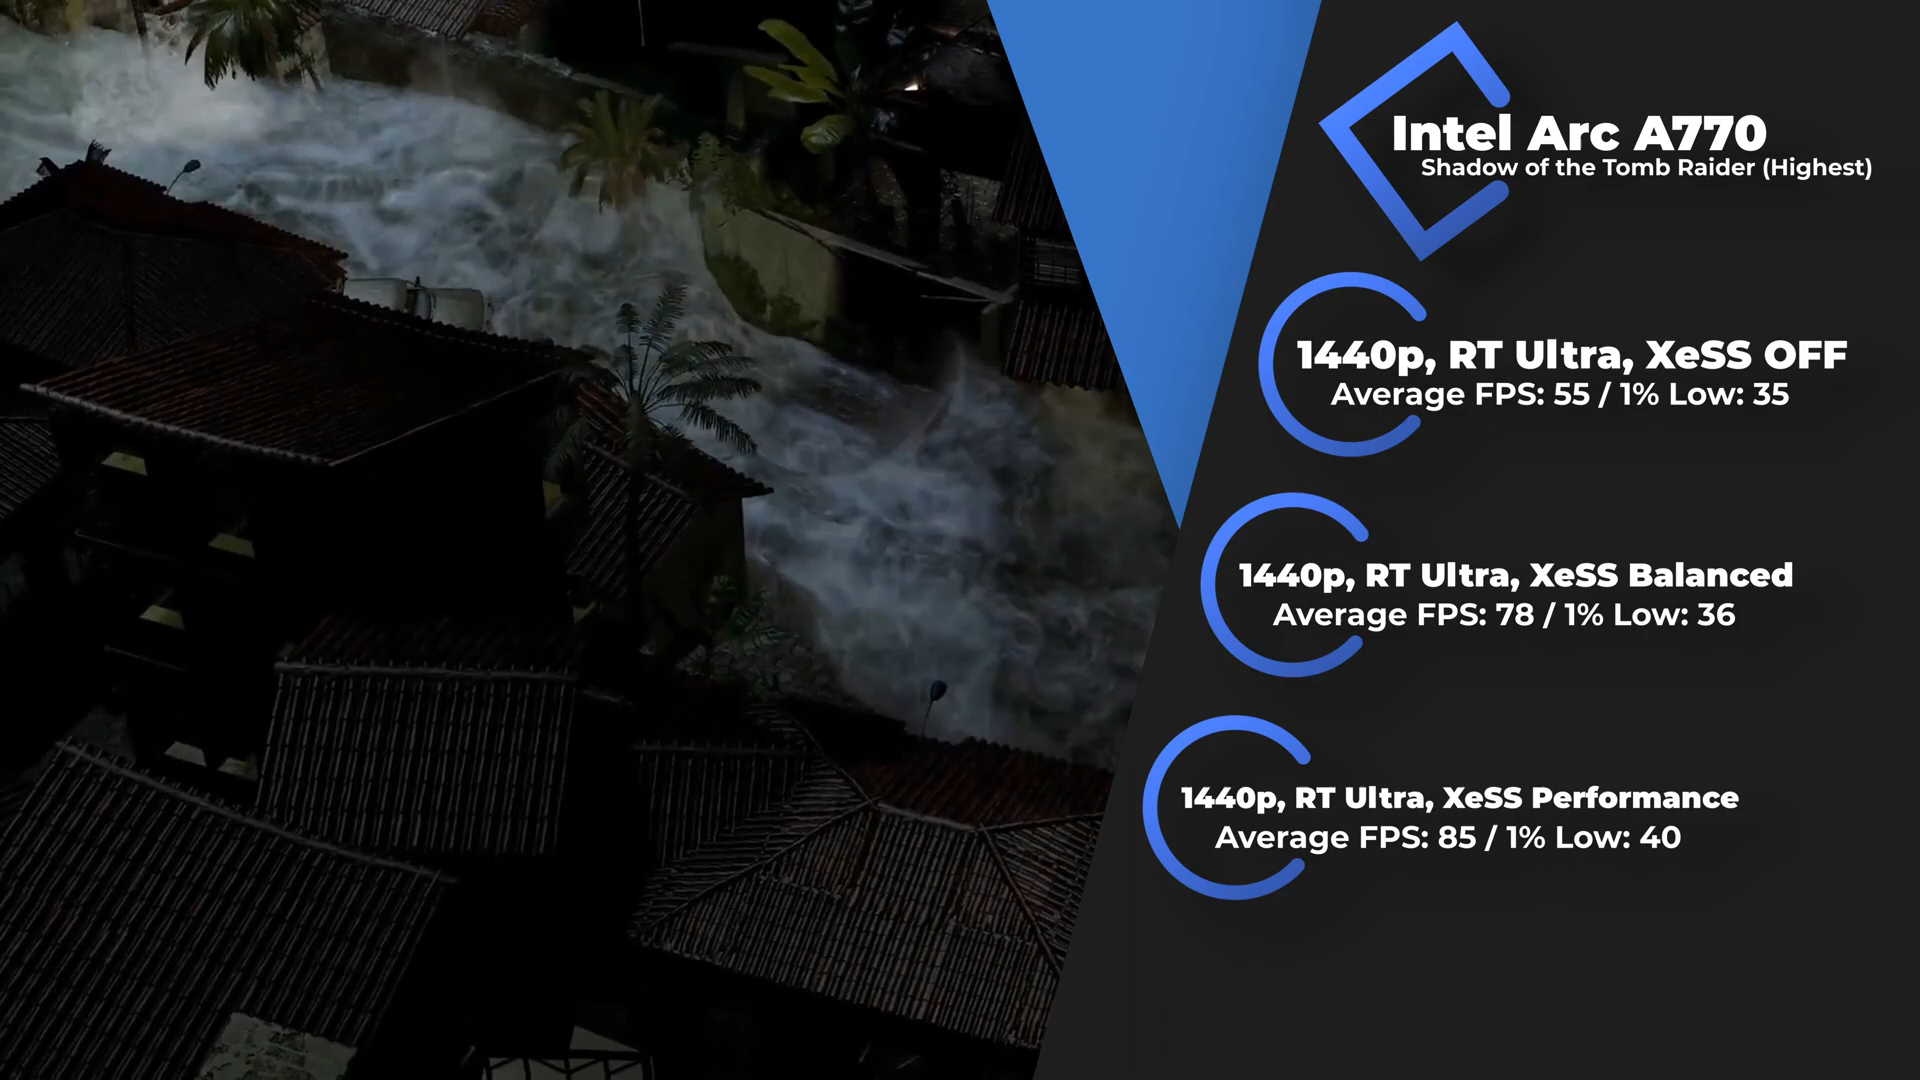 Intel Arc A770
Shadow of the Tomb Raider (Highest)
1440p, RT Ultra, XeSS OFF
Average FPS: 55 / 1% Low: 35
1440p, RT Ultra, XeSS Balanced
Average FPS: 78 / 1% Low: 36
1440p, RT Ultra, XeSS Performance
Average FPS: 85 / 1% Low: 40